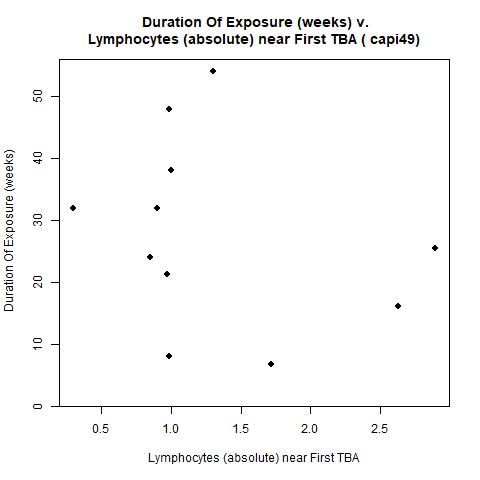 Duration Of Exposure (weeks) v.
Lymphocytes (absolute) near First TBA ( capi49)
Duration Of Exposure (weeks)
50
40
30
20
10
0
0.5 1.0 1.5 2.0 2.5
Lymphocytes (absolute) near First TBA